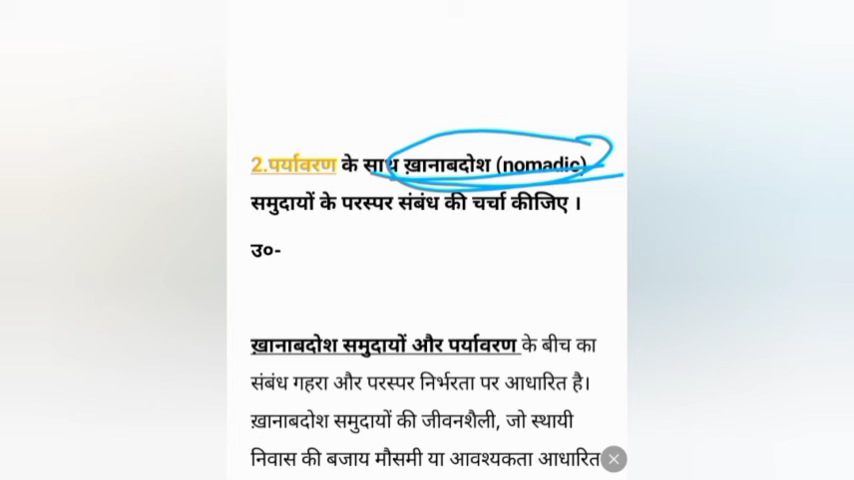 2.पर्यावरण के साथ ख़ानाबदोश (nomadic)
समुदायों के परस्पर संबंध की चर्चा कीजिए ।
उ०-
ख़ानाबदोश समुदायों और पर्यावरण के बीच का
संबंध गहरा और परस्पर निर्भरता पर आधारित है।
ख़ानाबदोश समुदायों की जीवनशैली, जो स्थायी
निवास की बजाय मौसमी या आवश्यकता आधारित